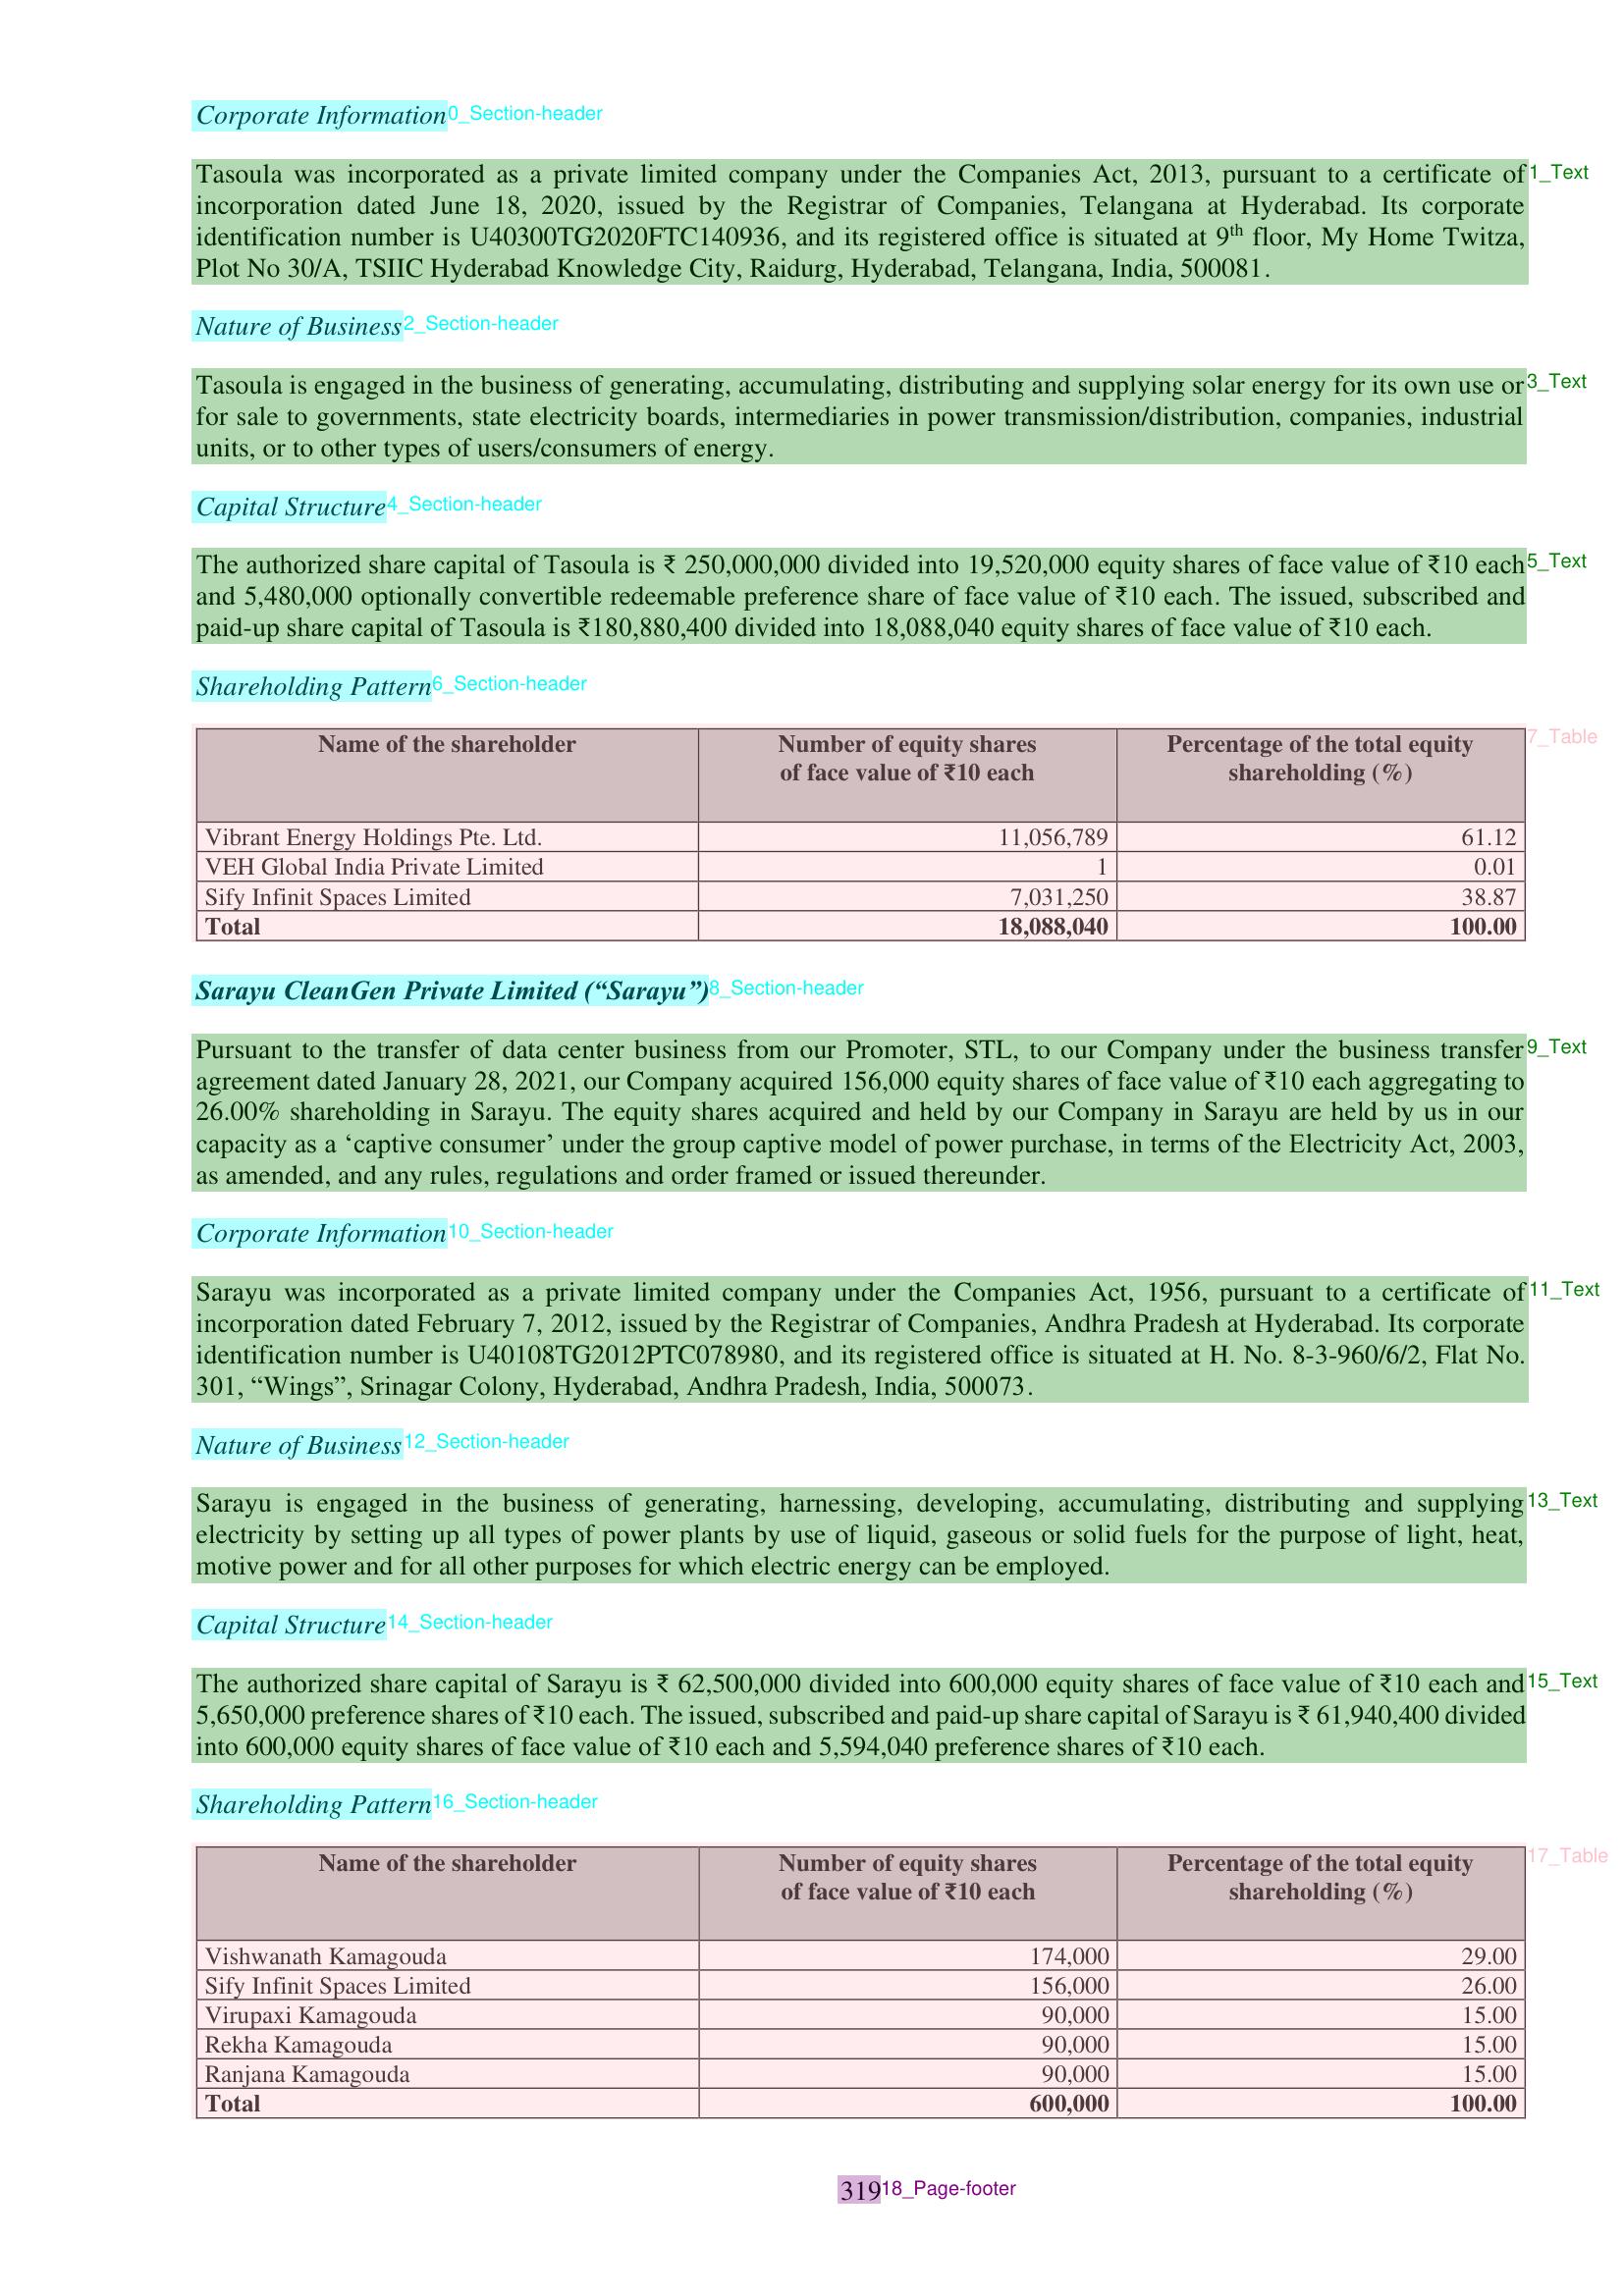 Corporate Information 0_Section-header
Tasoula was incorporated as a private limited company under the Companies Act, 2013, pursuant to a certificate of 1_Text
incorporation dated June 18, 2020, issued by the Registrar of Companies, Telangana at Hyderabad. Its corporate
identification number is U40300TG2020FTC140936, and its registered office is situated at 9th floor, My Home Twitza,
Plot No 30/A, TSIIC Hyderabad Knowledge City, Raidurg, Hyderabad, Telangana, India, 500081.
Nature of Business 2_Section-header
Tasoula is engaged in the business of generating, accumulating, distributing and supplying solar energy for its own use or 3_Text
for sale to governments, state electricity boards, intermediaries in power transmission/distribution, companies, industrial
units, or to other types of users/consumers of energy.
Capital Structure 4_Section-header
The authorized share capital of Tasoula is ₹ 250,000,000 divided into 19,520,000 equity shares of face value of ₹10 each 5_Text
and 5,480,000 optionally convertible redeemable preference share of face value of ₹10 each. The issued, subscribed and
paid-up share capital of Tasoula is ₹180,880,400 divided into 18,088,040 equity shares of face value of ₹10 each.
Shareholding Pattern 6_Section-header
Name of the shareholder Number of equity shares Percentage of the total equity 7_Table
of face value of ₹10 each shareholding (%)
Vibrant Energy Holdings Pte. Ltd. 11,056,789 61.12
VEH Global India Private Limited 1 0.01
Sify Infinit Spaces Limited 7,031,250 38.87
Total 18,088,040 100.00
Sarayu CleanGen Private Limited (“Sarayu”) 8_Section-header
Pursuant to the transfer of data center business from our Promoter, STL, to our Company under the business transfer 9_Text
agreement dated January 28, 2021, our Company acquired 156,000 equity shares of face value of ₹10 each aggregating to
26.00% shareholding in Sarayu. The equity shares acquired and held by our Company in Sarayu are held by us in our
capacity as a ‘captive consumer’ under the group captive model of power purchase, in terms of the Electricity Act, 2003,
as amended, and any rules, regulations and order framed or issued thereunder.
Corporate Information 10_Section-header
Sarayu was incorporated as a private limited company under the Companies Act, 1956, pursuant to a certificate of 11_Text
incorporation dated February 7, 2012, issued by the Registrar of Companies, Andhra Pradesh at Hyderabad. Its corporate
identification number is U40108TG2012PTC078980, and its registered office is situated at H. No. 8-3-960/6/2, Flat No.
301, “Wings”, Srinagar Colony, Hyderabad, Andhra Pradesh, India, 500073.
Nature of Business 12_Section-header
Sarayu is engaged in the business of generating, harnessing, developing, accumulating, distributing and supplying 13_Text
electricity by setting up all types of power plants by use of liquid, gaseous or solid fuels for the purpose of light, heat,
motive power and for all other purposes for which electric energy can be employed.
Capital Structure 14_Section-header
The authorized share capital of Sarayu is ₹ 62,500,000 divided into 600,000 equity shares of face value of ₹10 each and 15_Text
5,650,000 preference shares of ₹10 each. The issued, subscribed and paid-up share capital of Sarayu is ₹ 61,940,400 divided
into 600,000 equity shares of face value of ₹10 each and 5,594,040 preference shares of ₹10 each.
Shareholding Pattern 16_Section-header
Name of the shareholder Number of equity shares Percentage of the total equity 17_Table
of face value of ₹10 each shareholding (%)
Vishwanath Kamagouda 174,000 29.00
Sify Infinit Spaces Limited 156,000 26.00
Virupaxi Kamagouda 90,000 15.00
Rekha Kamagouda 90,000 15.00
Ranjana Kamagouda 90,000 15.00
Total 600,000 100.00
319 18_Page-footer